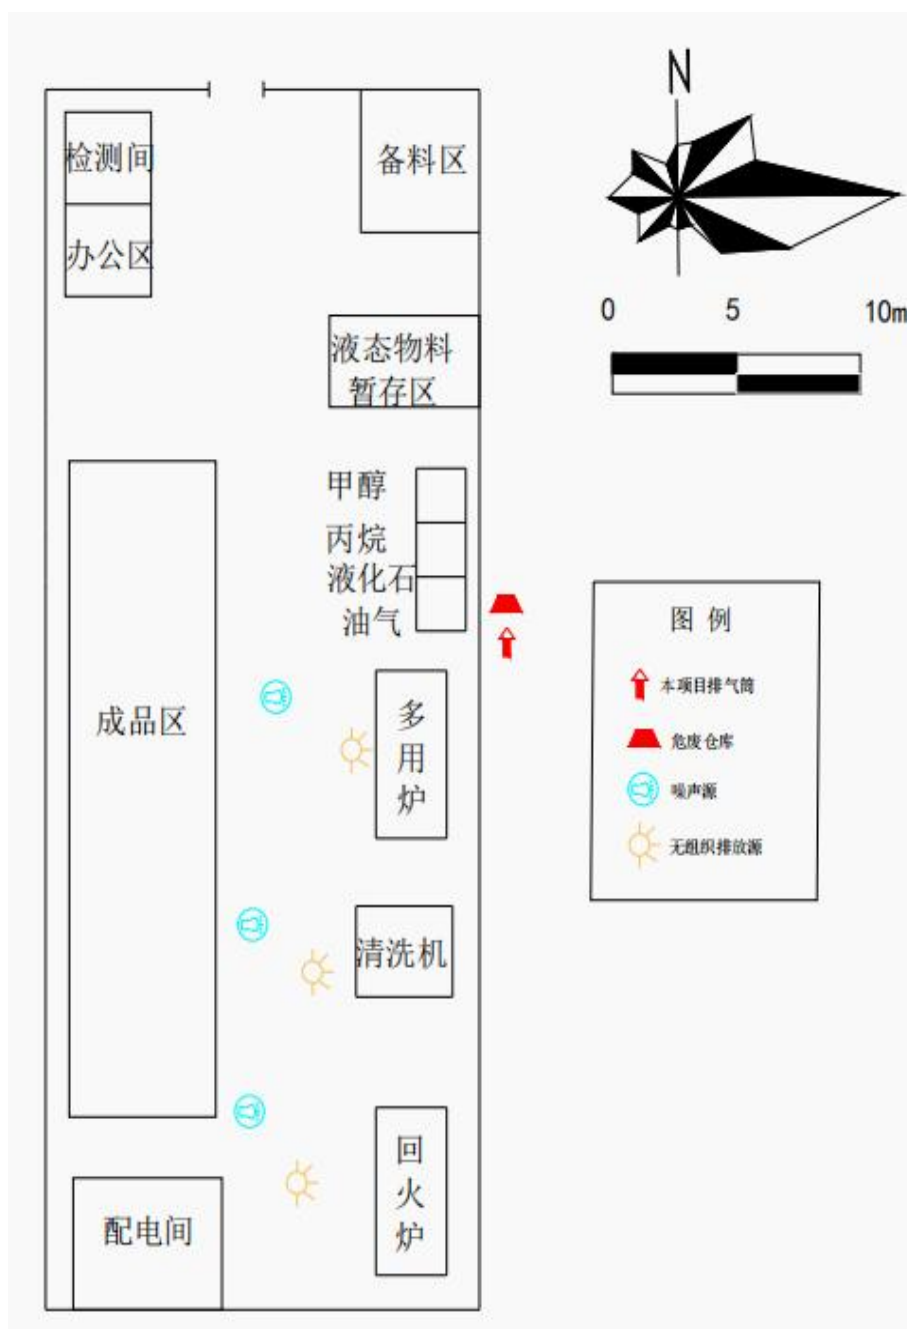 N
检测间
备料区
办公区
0 5 10m
液态物料
暂存区
甲醇
丙烷
液化石
油气
图例
本项目排气筒
危废仓库
噪声源
无组织排放源
成品区
多
用
炉
清洗机
回
火
炉
配电间